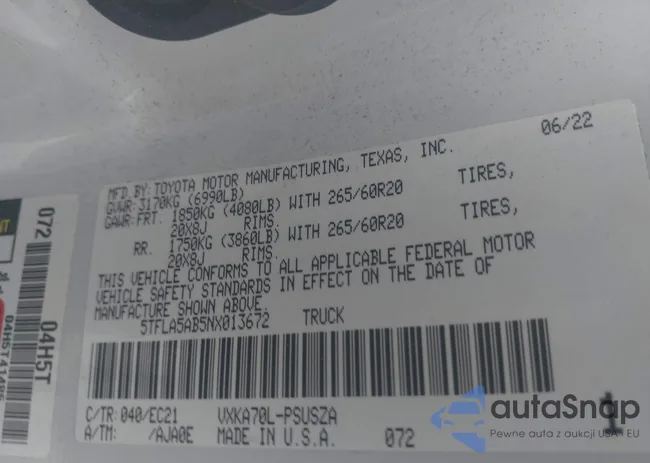 06/22
MFD.BY:TOYOTA MOTOR MANUFACTURING, TEXAS, INC.
GVWR:3170KG (6990LB)
GAWR:FRT. 1850KG (4080LB) WITH 265/60R20 TIRES,
20X8J RIMS.
RR. 1750KG (3860LB) WITH 265/60R20 TIRES,
20X8J RIMS.
THIS VEHICLE CONFORMS TO ALL APPLICABLE FEDERAL MOTOR
VEHICLE SAFETY STANDARDS IN EFFECT ON THE DATE OF
MANUFACTURE SHOWN ABOVE.
5TFLA5AB5NX013672 TRUCK
C/TR:040/EC21 VXKA70L-PSUSZA
A/TM: /AJA0E MADE IN U.S.A. 072
1
072
04H5T
autoSnap
Pewne auta z aukcji USA i EU